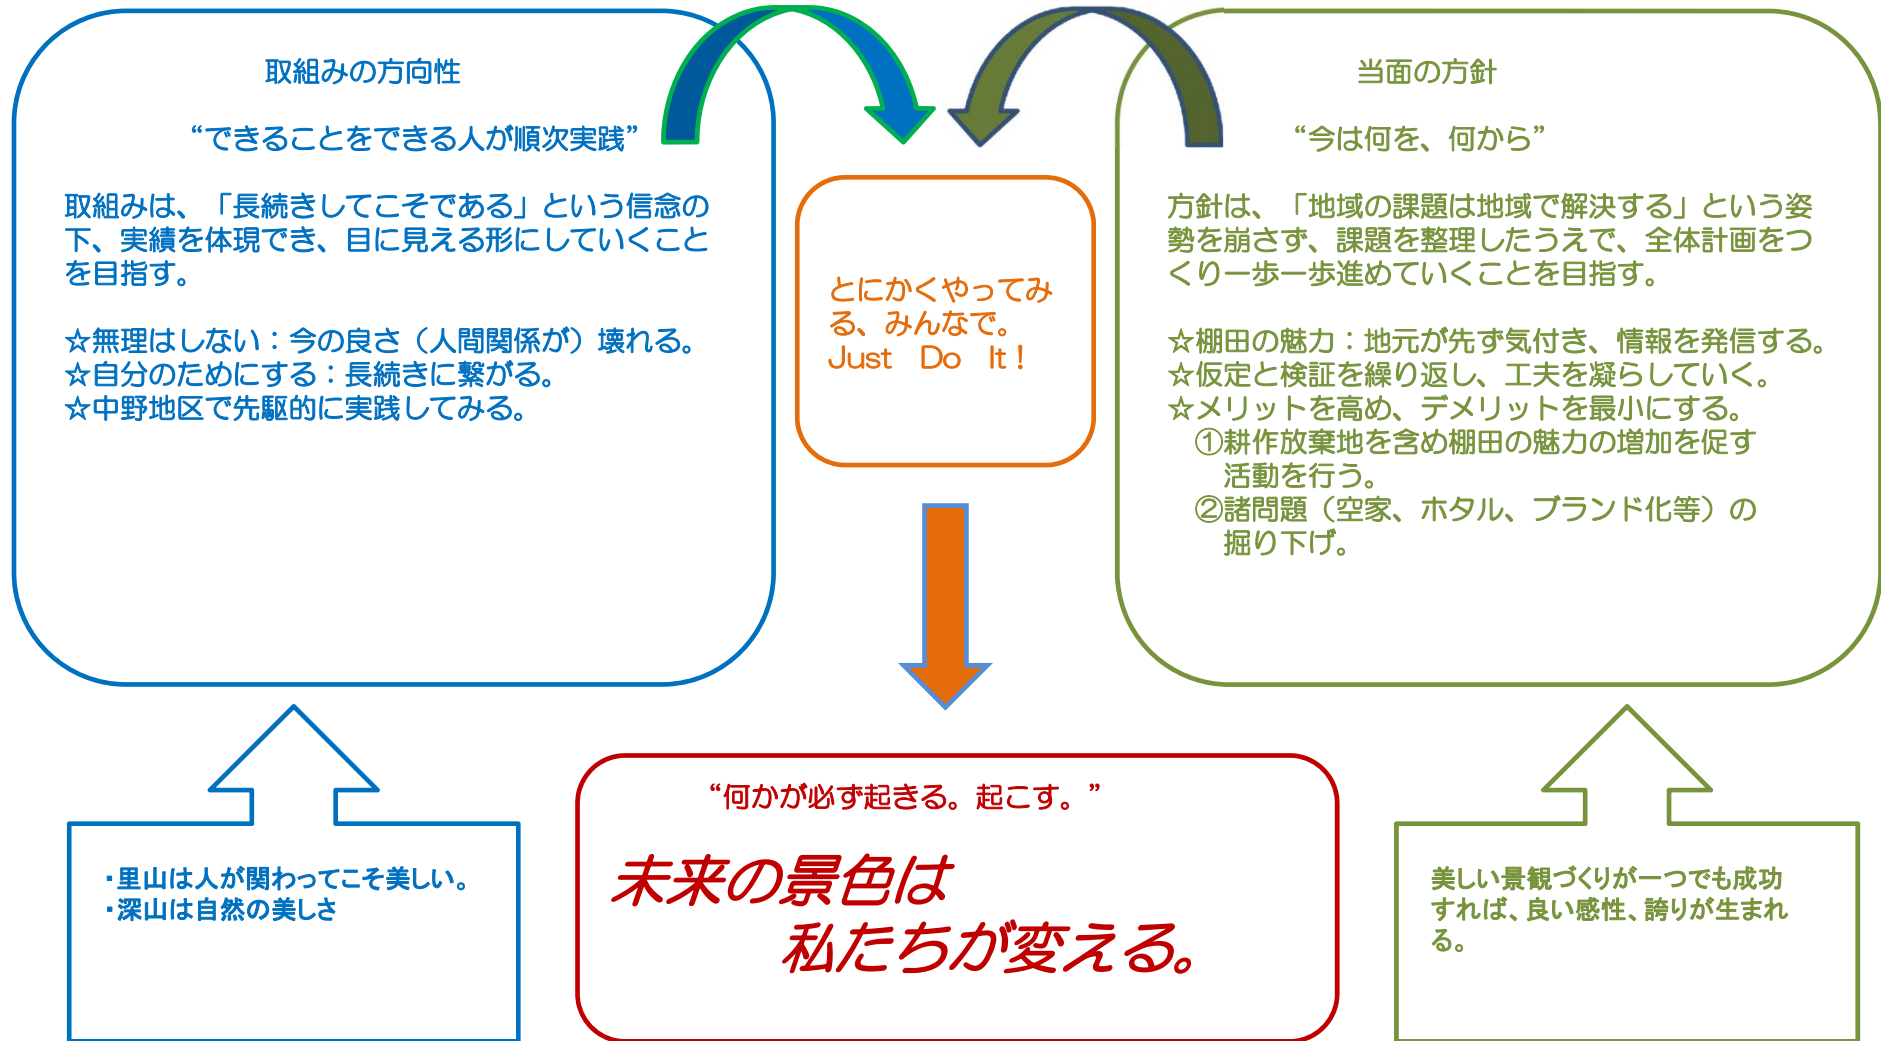 取組みの方向性
“できることをできる人が順次実践”
取組みは、「長続きしてこそである」という信念の
下、実績を体現でき、目に見える形にしていくこと
を目指す。
☆無理はしない：今の良さ（人間関係が）壊れる。
☆自分のためにする：長続きに繋がる。
☆中野地区で先駆的に実践してみる。
とにかくやってみ
る、みんなで。
Just　Do　It！
当面の方針
“今は何を、何から”
方針は、「地域の課題は地域で解決する」という姿
勢を崩さず、課題を整理したうえで、全体計画をつ
くり一歩一歩進めていくことを目指す。
☆棚田の魅力：地元が先ず気付き、情報を発信する。
☆仮定と検証を繰り返し、工夫を凝らしていく。
☆メリットを高め、デメリットを最小にする。
①耕作放棄地を含め棚田の魅力の増加を促す
活動を行う。
②諸問題（空家、ホタル、ブランド化等）の
掘り下げ。
・里山は人が関わってこそ美しい。
・深山は自然の美しさ
“何かが必ず起きる。起こす。”
未来の景色は
私たちが変える。
美しい景観づくりが一つでも成功
すれば、良い感性、誇りが生まれ
る。